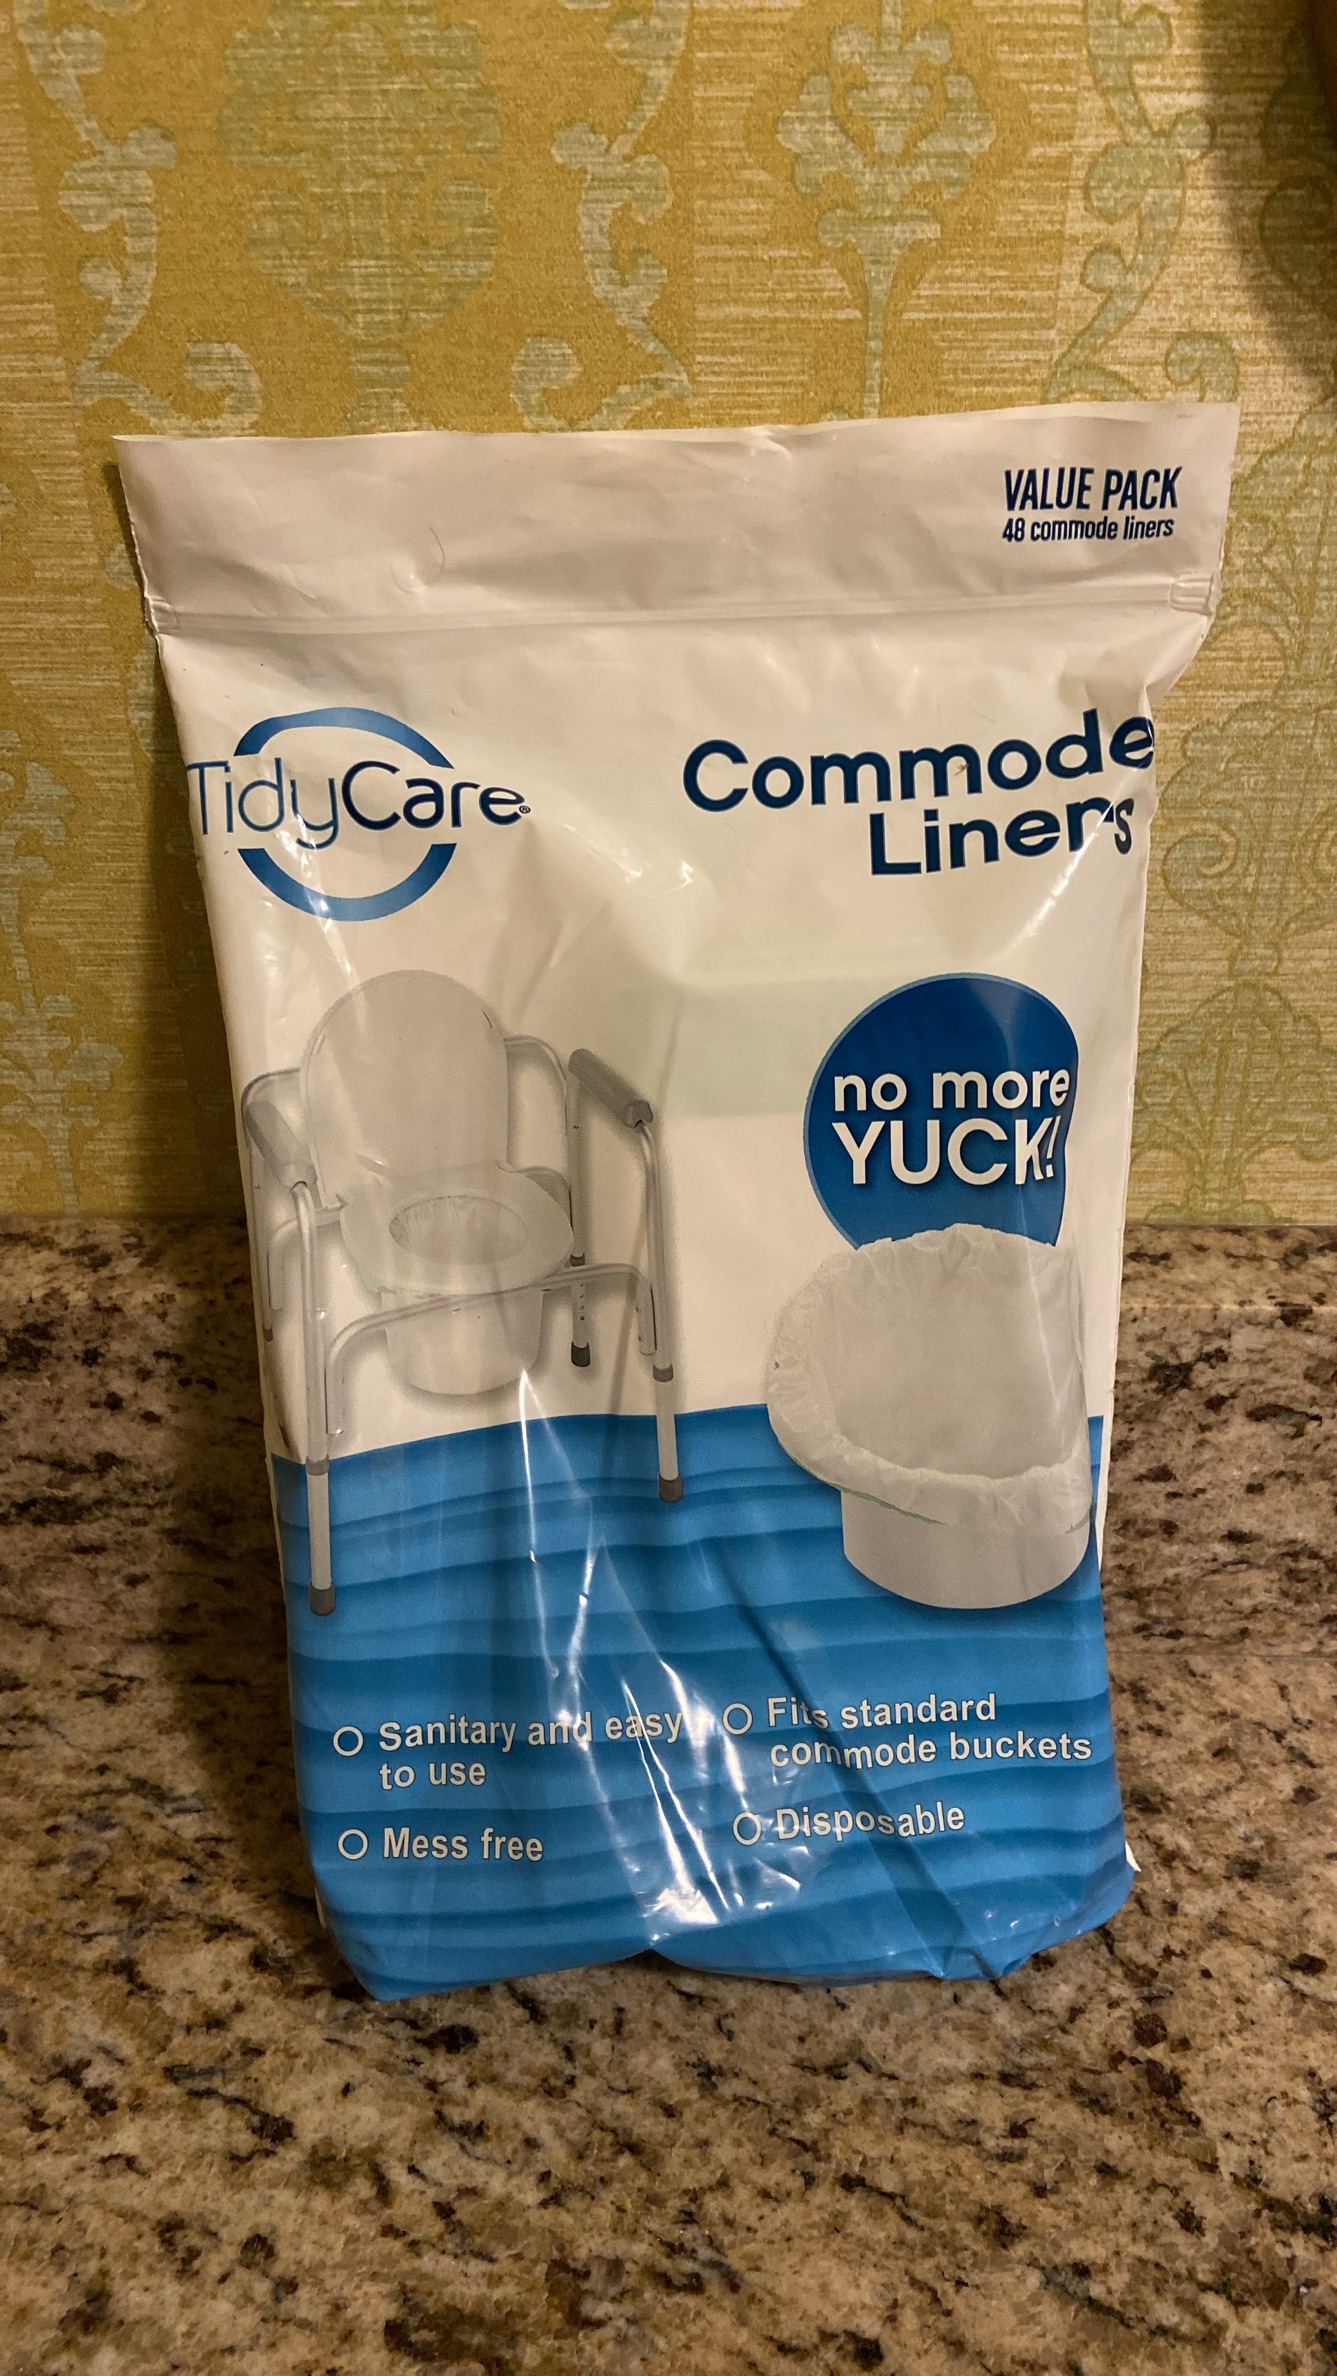 VALUE PACK
48 commode liners
TidyCare®
Commode
Liners
no more
YUCK!
Sanitary and easy
to use
Mess free
Fits standard
commode buckets
Disposable